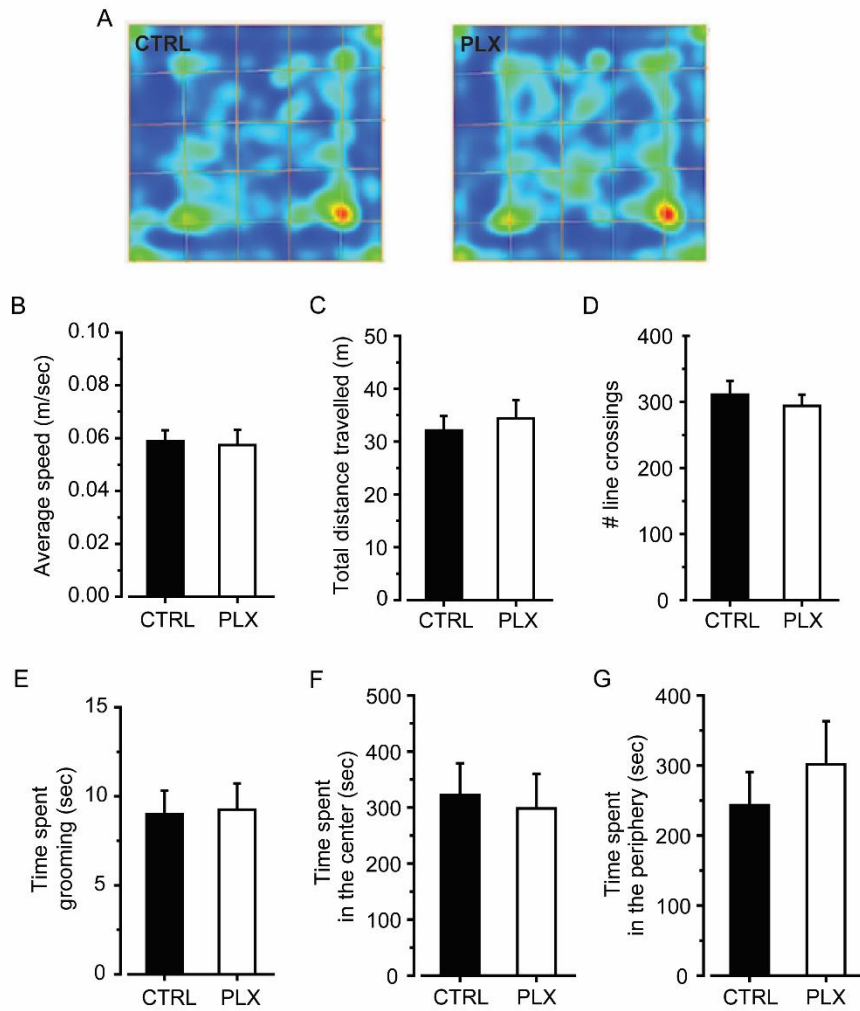 A
CTRL
PLX
B
Average speed (m/sec)
0.10
0.08
0.06
0.04
0.02
0.00
CTRL PLX
C
Total distance travelled (m)
50
40
30
20
10
0
CTRL PLX
D
# line crossings
400
300
200
100
0
CTRL PLX
E
Time spent
grooming (sec)
15
10
5
0
CTRL PLX
F
Time spent
in the center (sec)
500
400
300
200
100
0
CTRL PLX
G
Time spent
in the periphery (sec)
400
300
200
100
0
CTRL PLX